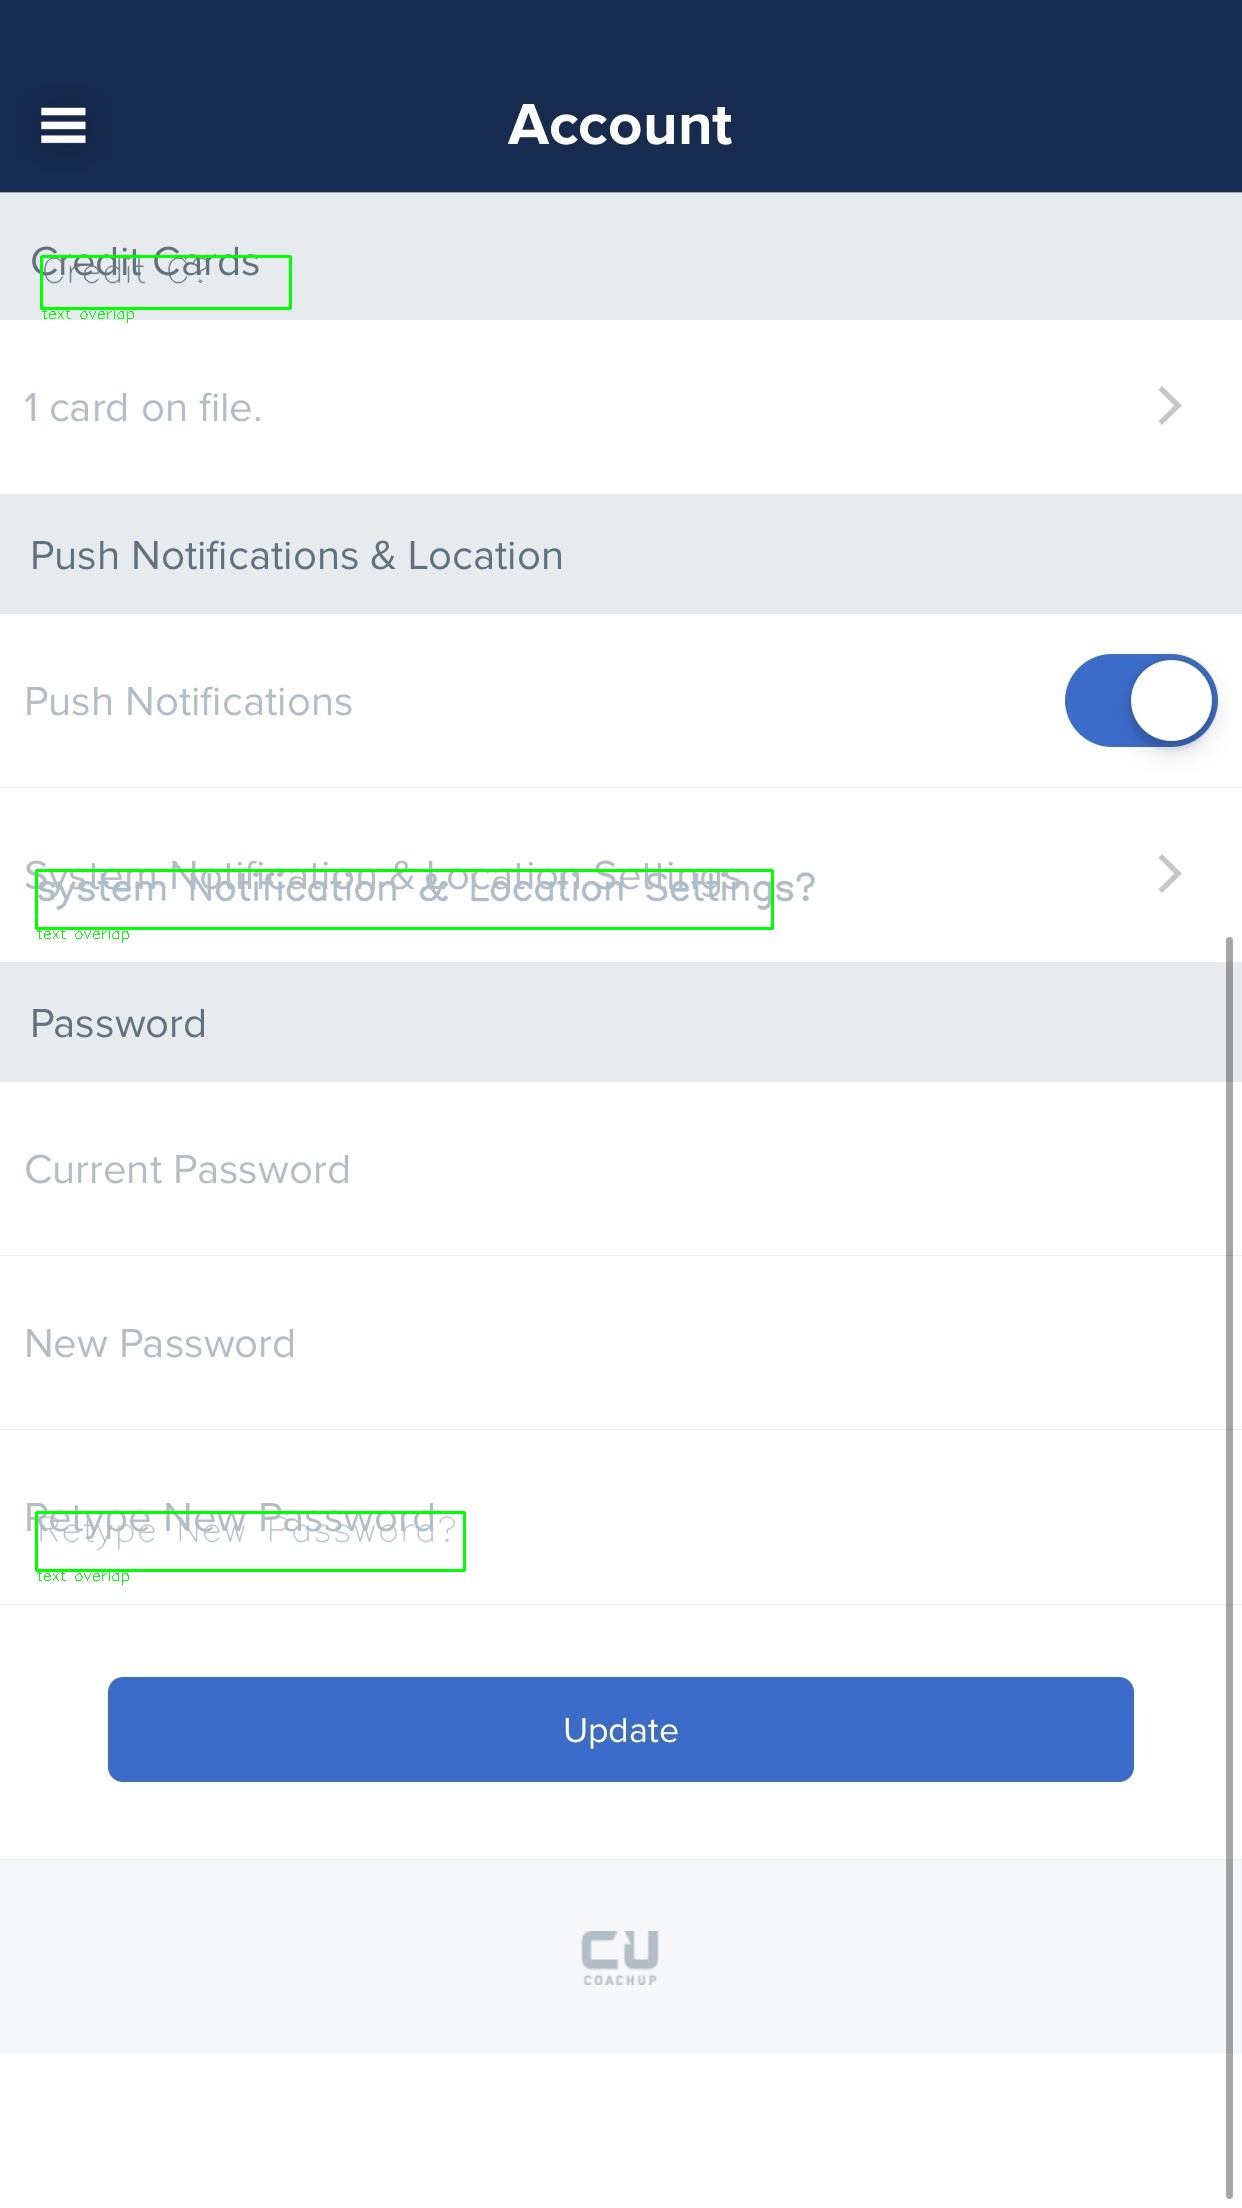 Account
Credit Cards
Credit C?
text overlap
1 card on file.
Push Notifications & Location
Push Notifications
System Notification & Location Settings
system Notification & Location Settings?
text overlap
Password
Current Password
New Password
Retype New Password
Retype New Password?
text overlap
Update
CU
COACHUP